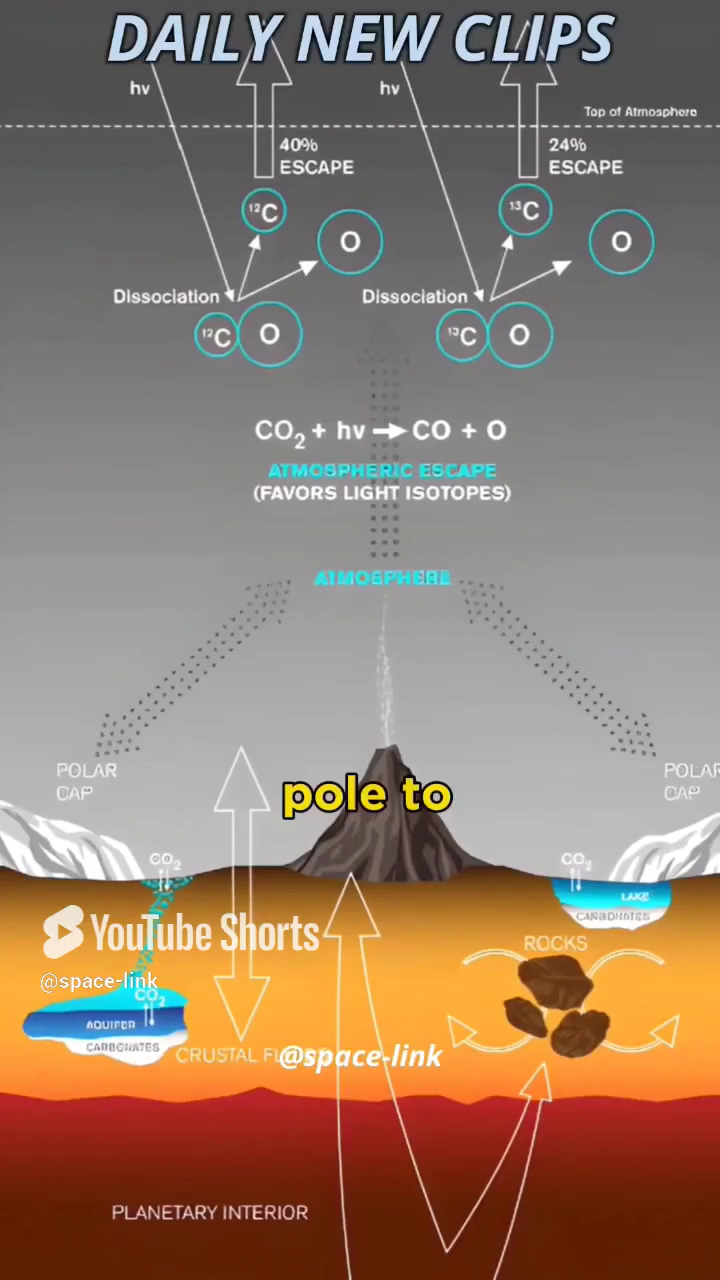 DAILY NEW CLIPS
hv
hv
Top of Atmosphere
40%
ESCAPE
24%
ESCAPE
¹²C
O
¹³C
O
Dissociation
Dissociation
¹²C
O
¹³C
O
CO₂ + hv → CO + O
ATMOSPHERIC ESCAPE
(FAVORS LIGHT ISOTOPES)
ATMOSPHERE
POLAR
CAP
POLAR
CAP
pole to
CO₂
CO₂
LAKE
CARBONATES
YouTube Shorts
ROCKS
@space-link
CO₂
AQUIFER
CARBONATES
CRUSTAL
@space-link
PLANETARY INTERIOR